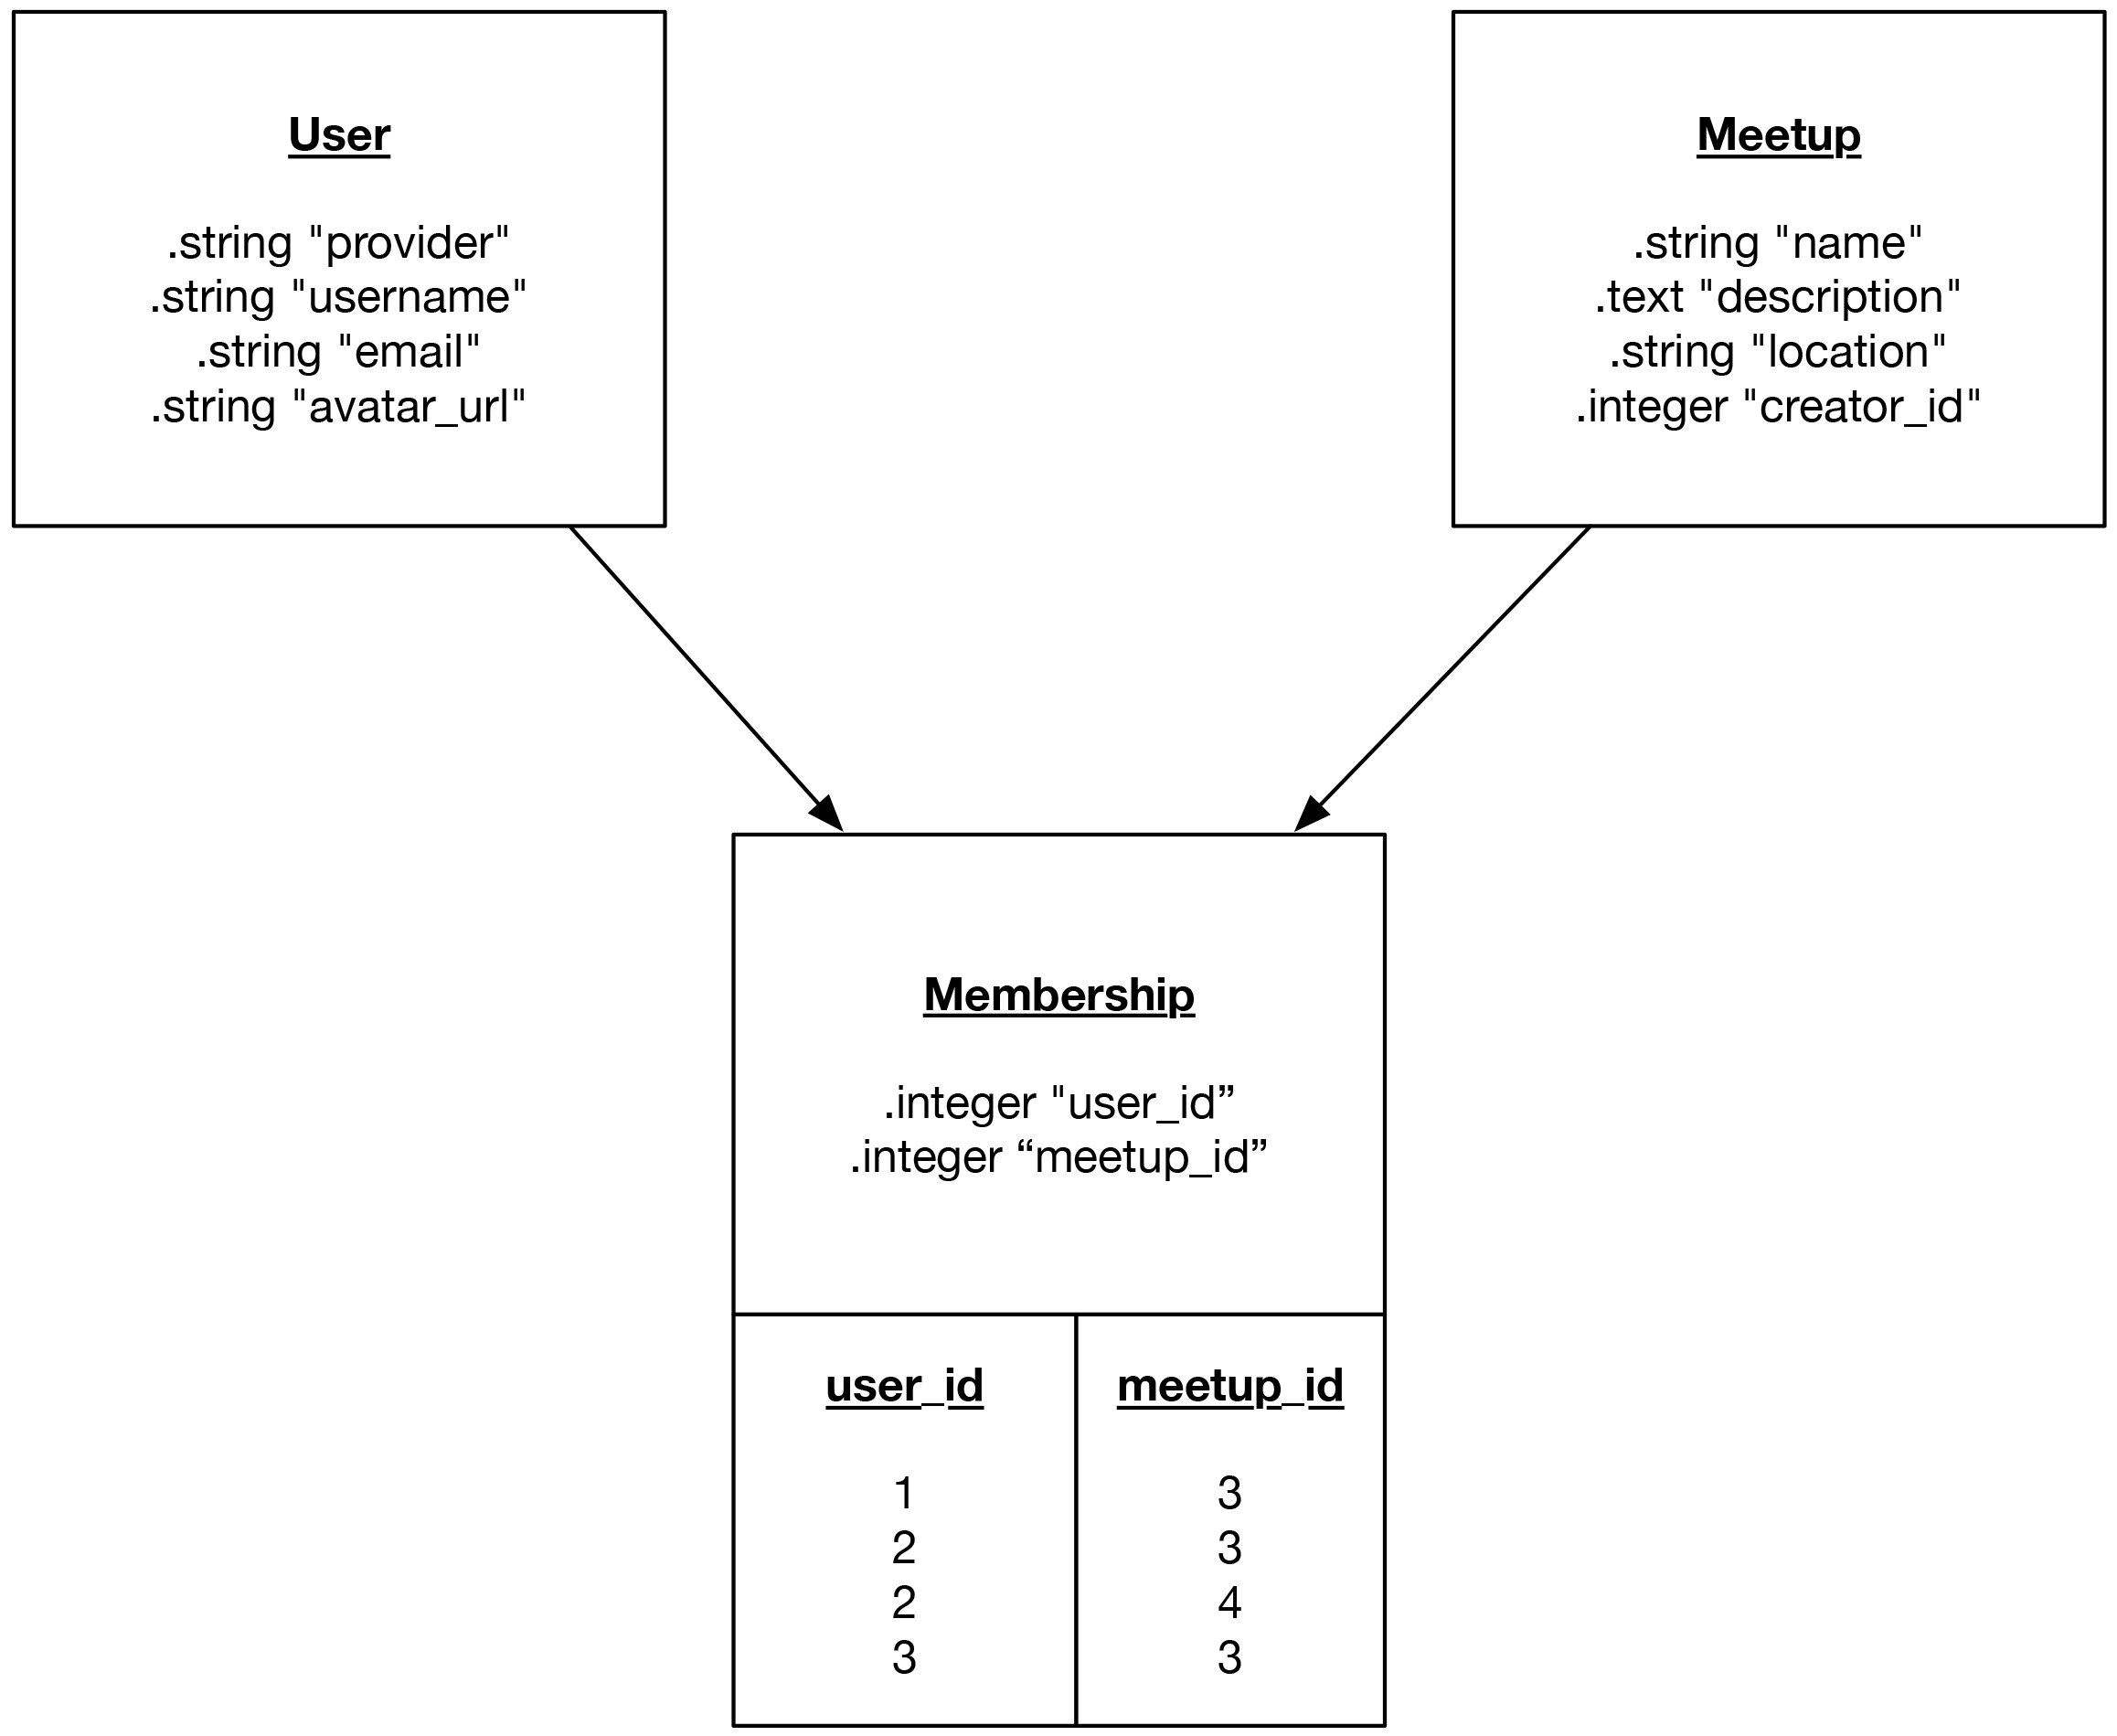 User
.string "provider"
.string "username"
.string "email"
.string "avatar_url"
Meetup
.string "name"
.text "description"
.string "location"
.integer "creator_id"
Membership
.integer "user_id”
.integer “meetup_id”
user_id meetup_id
1 3
2 3
2 4
3 3